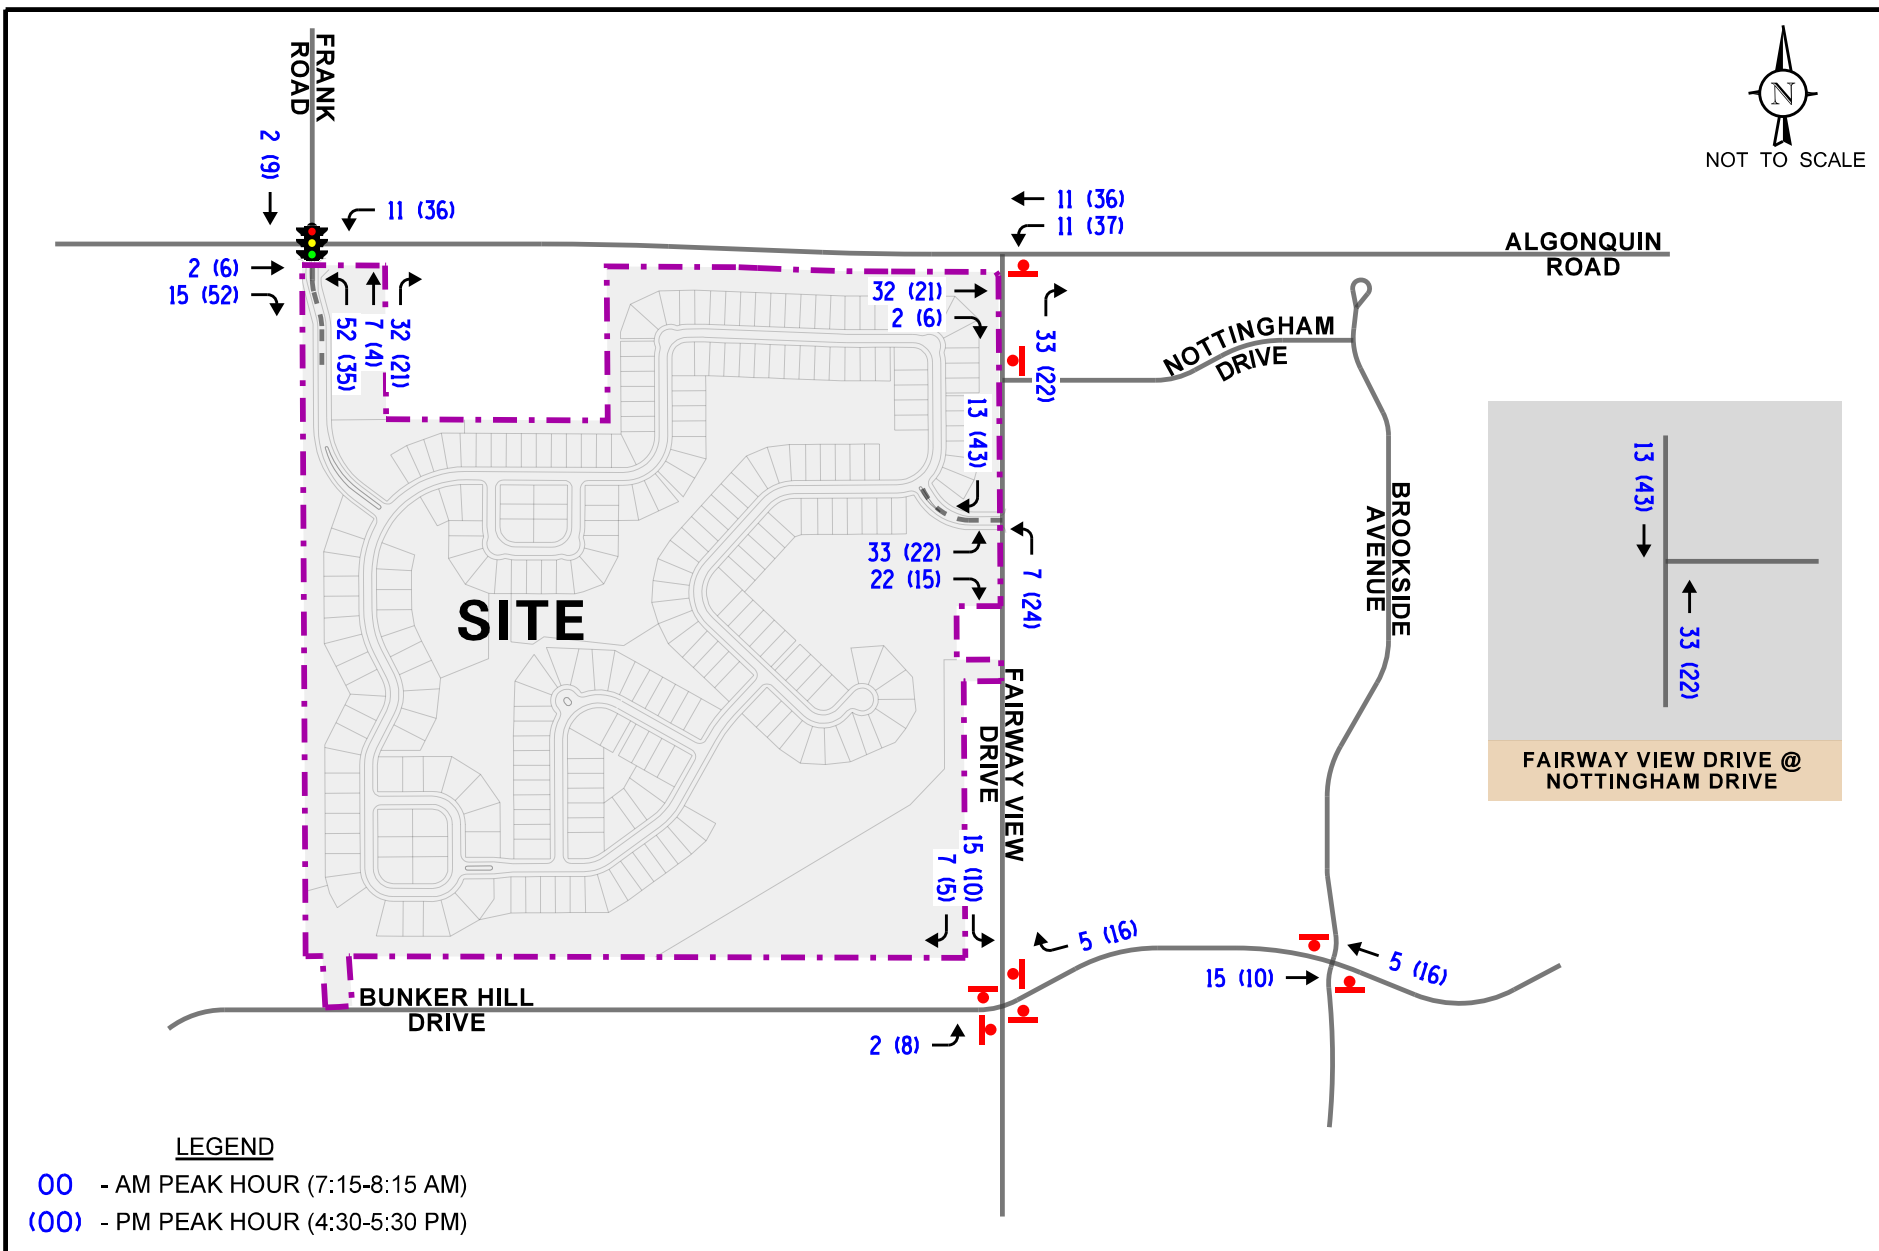 FRANK
ROAD
N
NOT TO SCALE
2 (9)
11 (36)
11 (36)
11 (37)
ALGONQUIN
ROAD
2 (6)
15 (52)
52 (35)
7 (4)
32 (21)
32 (21)
2 (6)
33 (22)
NOTTINGHAM
DRIVE
13 (43)
33 (22)
22 (15)
7 (24)
BROOKSIDE
AVENUE
13 (43)
33 (22)
FAIRWAY VIEW DRIVE @
NOTTINGHAM DRIVE
SITE
FAIRWAY VIEW
DRIVE
7 (5)
15 (10)
5 (16)
5 (16)
15 (10)
BUNKER HILL
DRIVE
2 (8)
LEGEND
00 - AM PEAK HOUR (7:15-8:15 AM)
(00) - PM PEAK HOUR (4:30-5:30 PM)